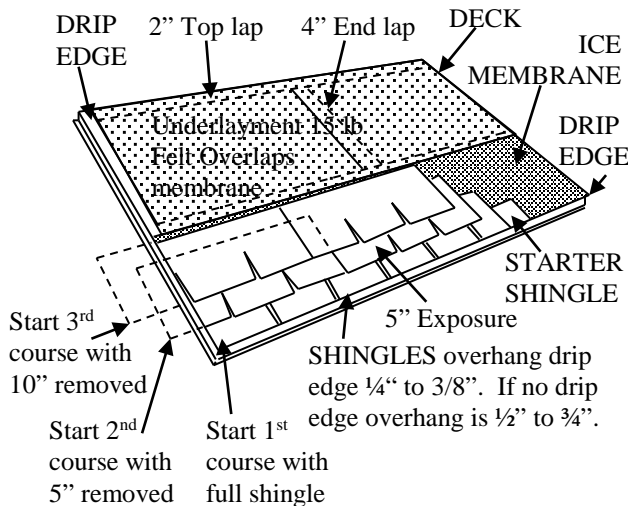 DRIP
EDGE
2” Top lap
4” End lap
DECK
ICE
MEMBRANE
DRIP
EDGE
Underlayment 15 lb
Felt Overlaps
membrane
STARTER
SHINGLE
5” Exposure
Start 3rd
course with
10” removed
SHINGLES overhang drip
edge ¼“ to 3/8”. If no drip
edge overhang is ½” to ¾”.
Start 2nd
course with
5” removed
Start 1st
course with
full shingle